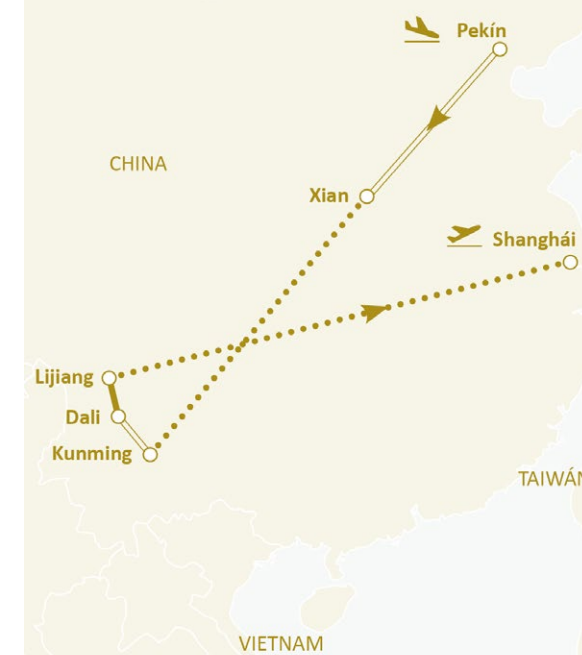 Pekín
CHINA
Xian
Shanghái
Lijiang
Dali
Kunming
TAIWÁN
VIETNAM